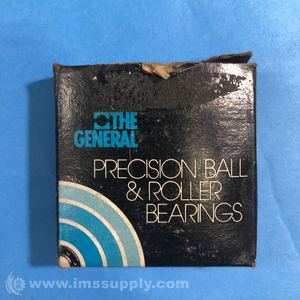 THE
GENERAL
PRECISION BALL
& ROLLER
BEARINGS
© www.imssupply.com